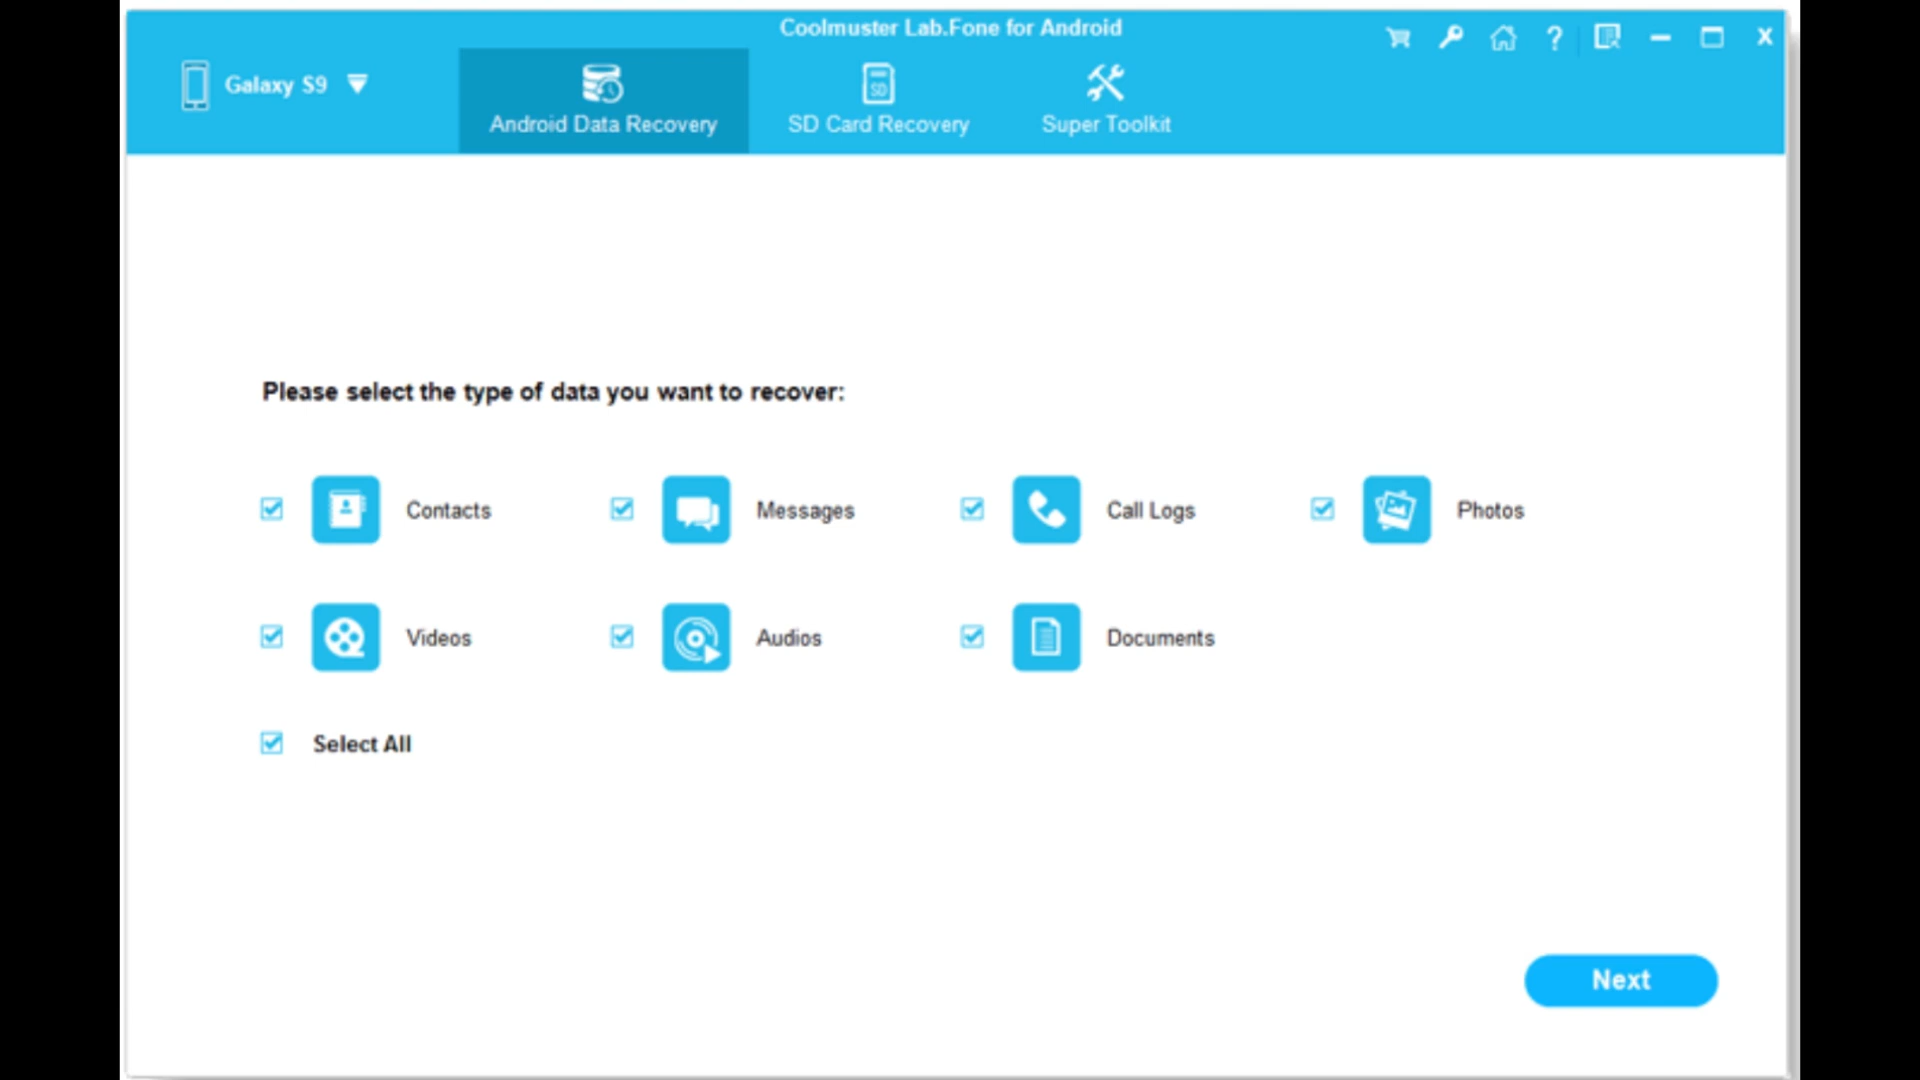 Coolmuster Lab.Fone for Android
Galaxy S9
Android Data Recovery
SD
SD Card Recovery
Super Toolkit
Please select the type of data you want to recover:
Contacts
Messages
Call Logs
Photos
Videos
Audios
Documents
Select All
Next